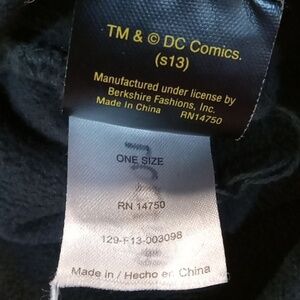 TM & © DC Comics.
(s13)
Manufactured under license by
Berkshire Fashions, Inc.
Made in China RN14750
ONE SIZE
RN 14750
129-F13-003098
Made in / Hecho en China